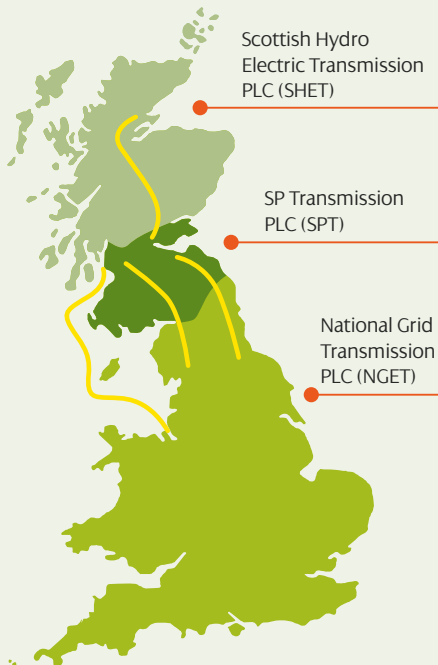 Scottish Hydro
Electric Transmission
PLC (SHET)
SP Transmission
PLC (SPT)
National Grid
Transmission
PLC (NGET)